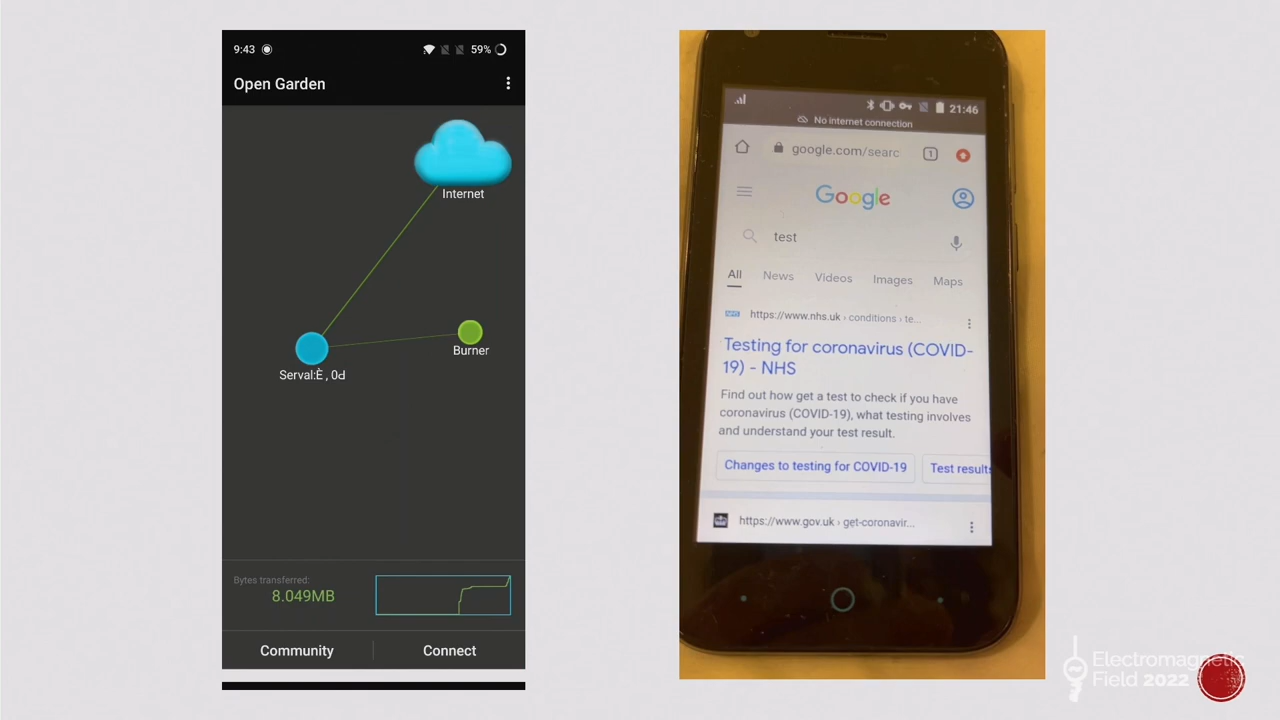 9:43
59%
Open Garden
Internet
Burner
Serval:È , 0d
Bytes transferred:
8.049MB
Community
Connect
21:46
No internet connection
google.com/searc
1
Google
test
All
News
Videos
Images
Maps
NHS
https://www.nhs.uk › conditions › te...
Testing for coronavirus (COVID-
19) - NHS
Find out how get a test to check if you have
coronavirus (COVID-19), what testing involves
and understand your test result.
Changes to testing for COVID-19
Test results
https://www.gov.uk › get-coronavir...
Electromagnetic
Field 2022